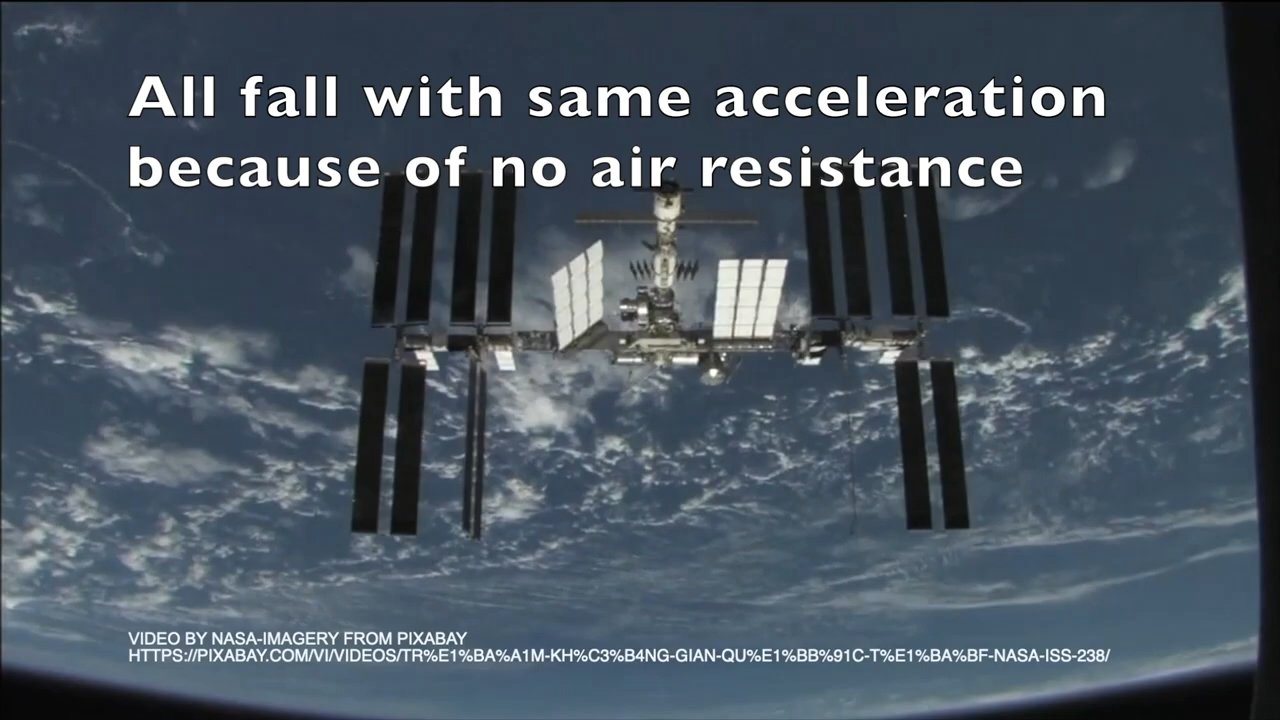 All fall with same acceleration
because of no air resistance
VIDEO BY NASA-IMAGERY FROM PIXABAY
HTTPS://PIXABAY.COM/VI/VIDEOS/TR%E1%BA%A1M-KH%C3%B4NG-GIAN-QU%E1%BB%91C-T%E1%BA%BF-NASA-ISS-238/